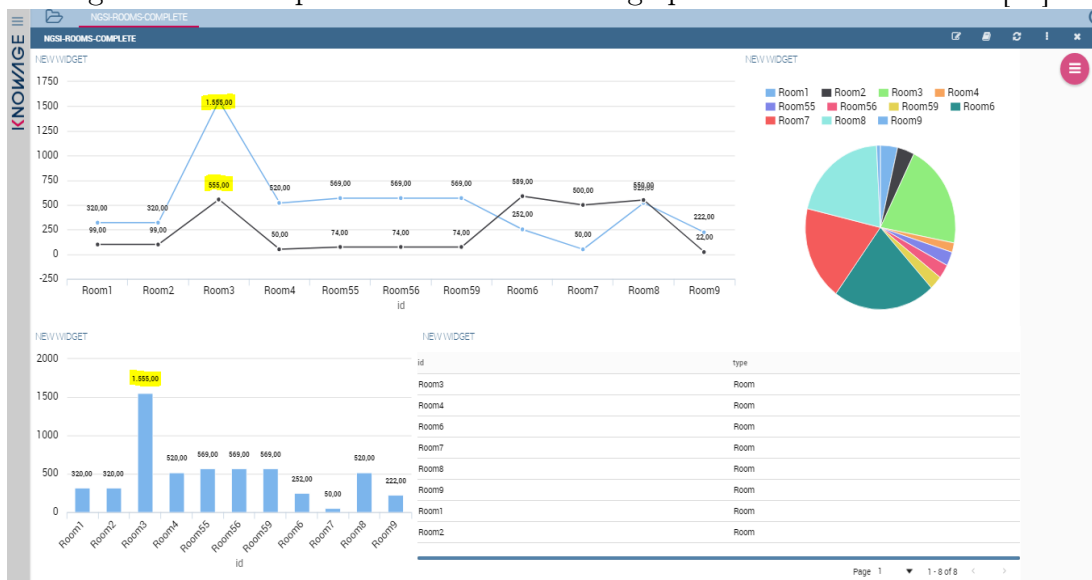 NGSI-ROOMS-COMPLETE
NGSI-ROOMS-COMPLETE
KNOWAGE
NEW WIDGET
1750
1500
1250
1000
750
500
250
0
-250
1.555,00
555,00
320,00
320,00
520,00
569,00
569,00
569,00
589,00
500,00
550,00
99,00
99,00
50,00
74,00
74,00
74,00
252,00
50,00
222,00
22,00
Room1 Room2 Room3 Room4 Room55 Room56 Room59 Room6 Room7 Room8 Room9
id
NEW WIDGET
Room1 Room2 Room3 Room4
Room55 Room56 Room59 Room6
Room7 Room8 Room9
NEW WIDGET
2000
1500
1000
500
0
1.555,00
320,00 320,00 520,00 569,00 569,00 569,00 252,00 50,00 520,00 222,00
Room1 Room2 Room3 Room4 Room55 Room56 Room59 Room6 Room7 Room8 Room9
id
NEW WIDGET
id type
Room3 Room
Room4 Room
Room6 Room
Room7 Room
Room8 Room
Room9 Room
Room1 Room
Room2 Room
Page 1 1 - 8 of 8